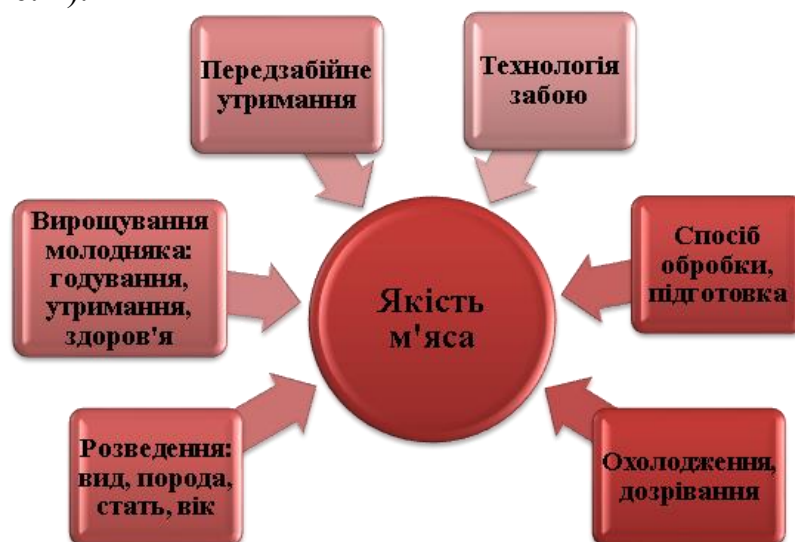 Передзабійне
утримання
Технологія
забою
Вирощування
молодняка:
годування,
утримання,
здоров'я
Якість
м'яса
Спосіб
обробки,
підготовка
Розведення:
вид, порода,
стать, вік
Охолодження,
дозрівання